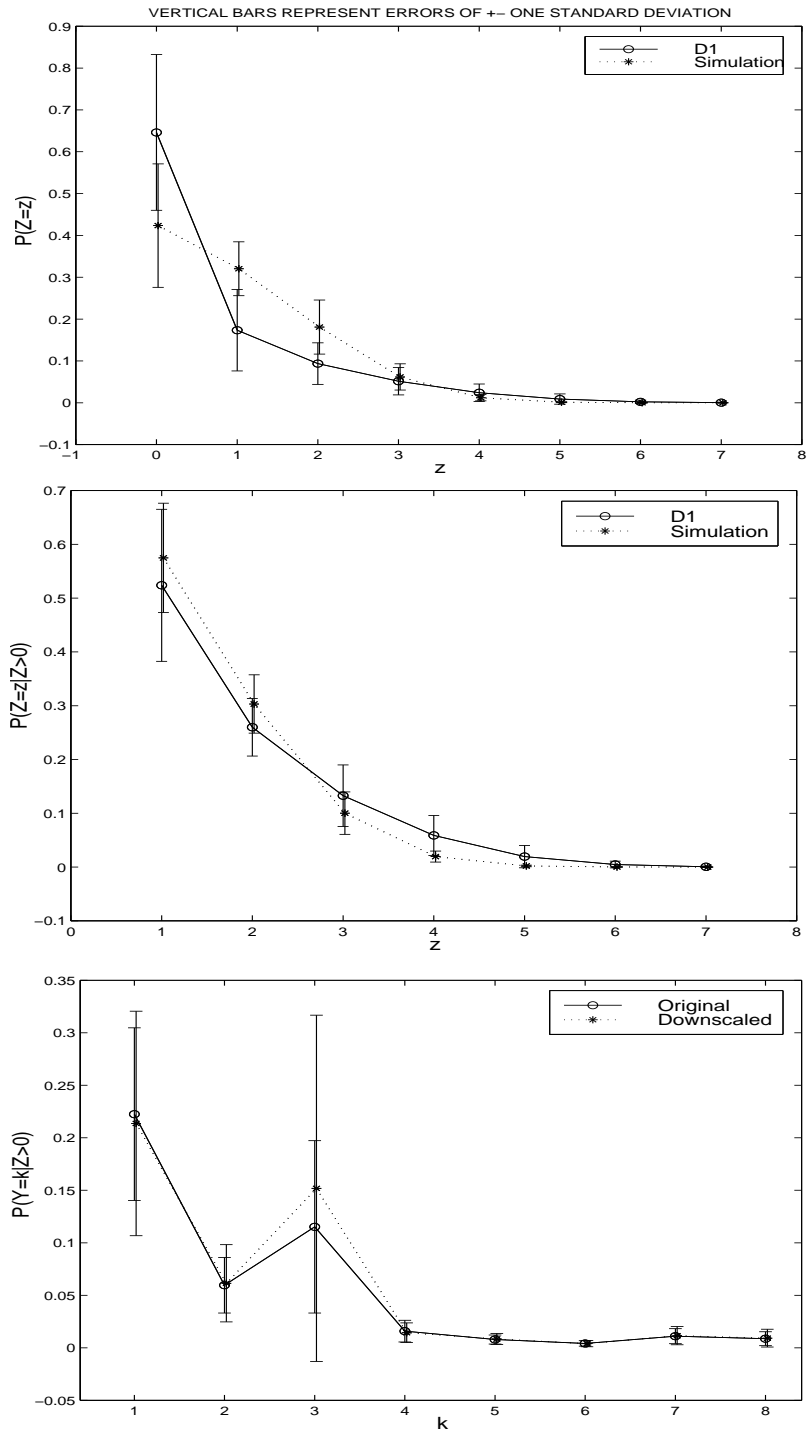 VERTICAL BARS REPRESENT ERRORS OF +− ONE STANDARD DEVIATION
0.9
0.8
0.7
0.6
0.5
0.4
0.3
0.2
0.1
0
−0.1
P(Z=z)
D1
Simulation
−1 0 1 2 3 4 5 6 7 8
z
0.7
0.6
0.5
0.4
0.3
0.2
0.1
0
−0.1
P(Z=z|Z>0)
D1
Simulation
0 1 2 3 4 5 6 7 8
z
0.35
0.3
0.25
0.2
0.15
0.1
0.05
0
−0.05
P(Y=k|Z>0)
Original
Downscaled
1 2 3 4 5 6 7 8
k